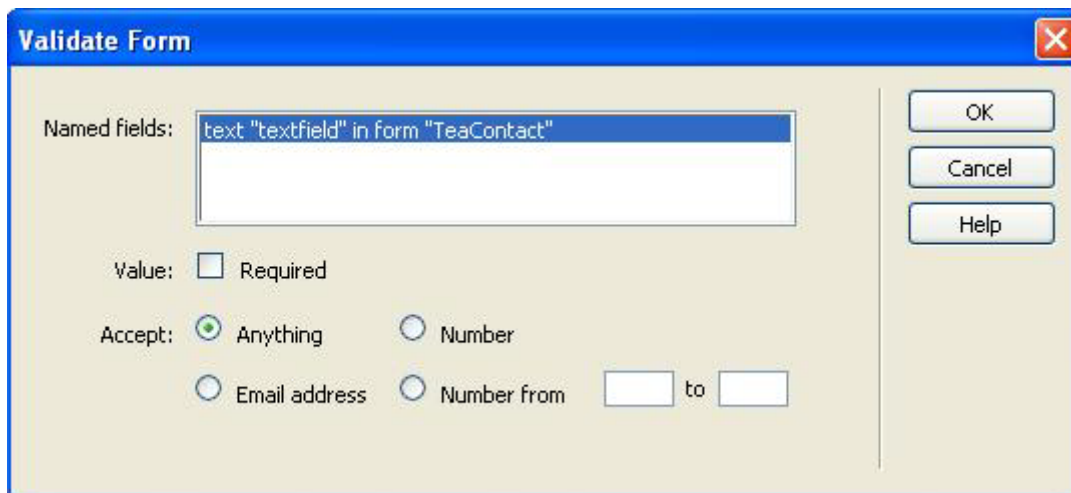 Validate Form
Named fields: text "textfield" in form "TeaContact"
OK
Cancel
Help
Value: Required
Accept: Anything Number
Email address Number from to